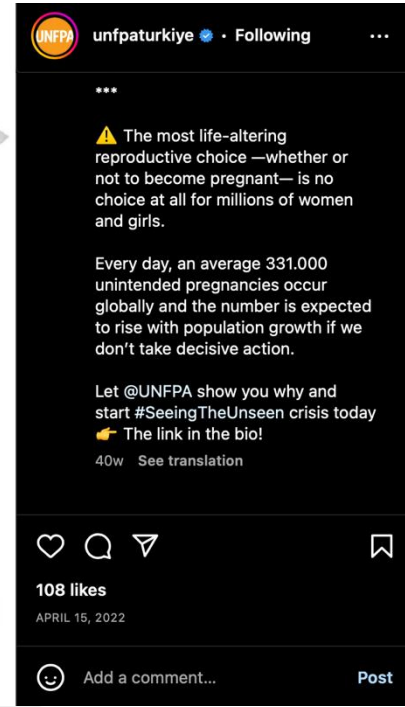 UNFPA unfpaturkiye • Following ...
***
⚠️ The most life-altering
reproductive choice —whether or
not to become pregnant— is no
choice at all for millions of women
and girls.
Every day, an average 331.000
unintended pregnancies occur
globally and the number is expected
to rise with population growth if we
don't take decisive action.
Let @UNFPA show you why and
start #SeeingTheUnseen crisis today
👉 The link in the bio!
40w See translation
108 likes
APRIL 15, 2022
Add a comment... Post